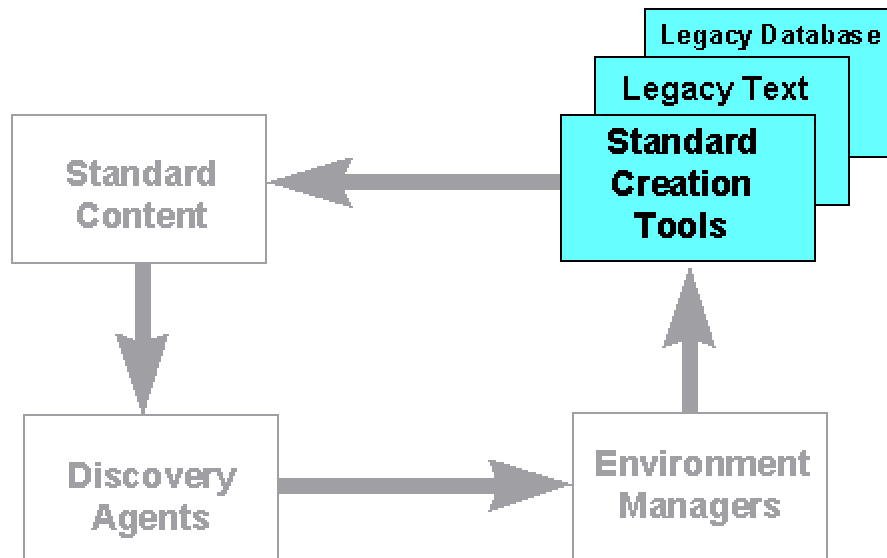 Legacy Database
Legacy Text
Standard
Creation
Tools
Standard
Content
Discovery
Agents
Environment
Managers